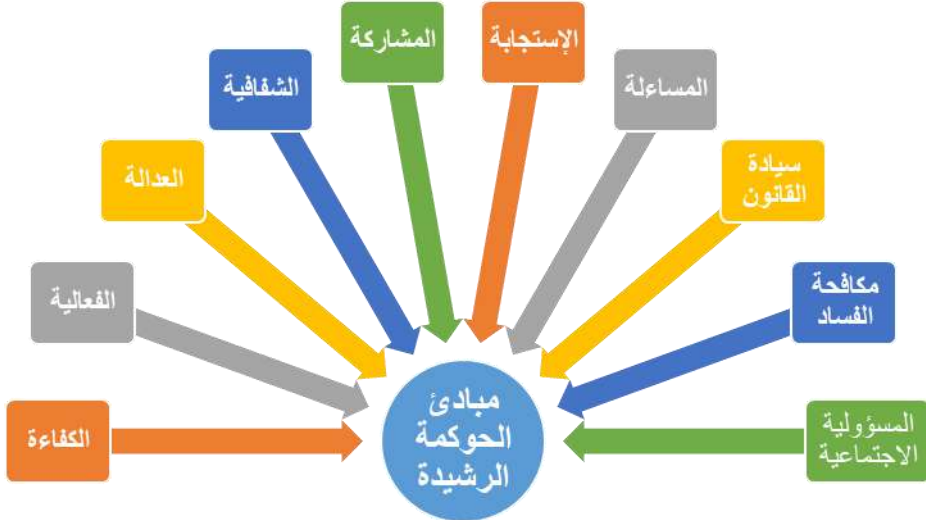 المشاركة
الإستجابة
الشفافية
المساءلة
العدالة
سيادة
القانون
الفعالية
مكافحة
الفساد
الكفاءة
المسؤولية
الاجتماعية
مبادئ
الحوكمة
الرشيدة